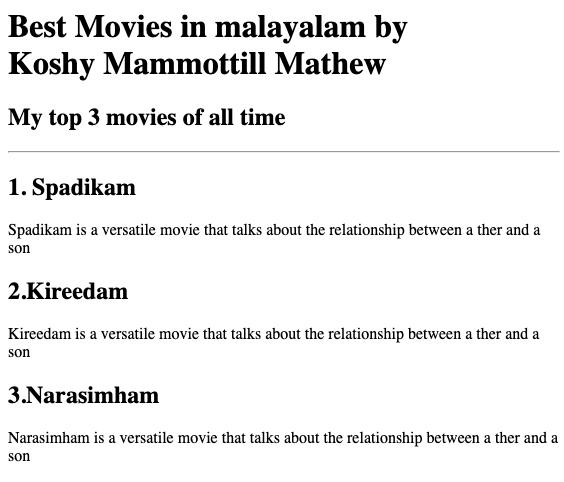 Best Movies in malayalam by
Koshy Mammottill Mathew
My top 3 movies of all time
1. Spadikam
Spadikam is a versatile movie that talks about the relationship between a ther and a
son
2.Kireedam
Kireedam is a versatile movie that talks about the relationship between a ther and a
son
3.Narasimham
Narasimham is a versatile movie that talks about the relationship between a ther and a
son